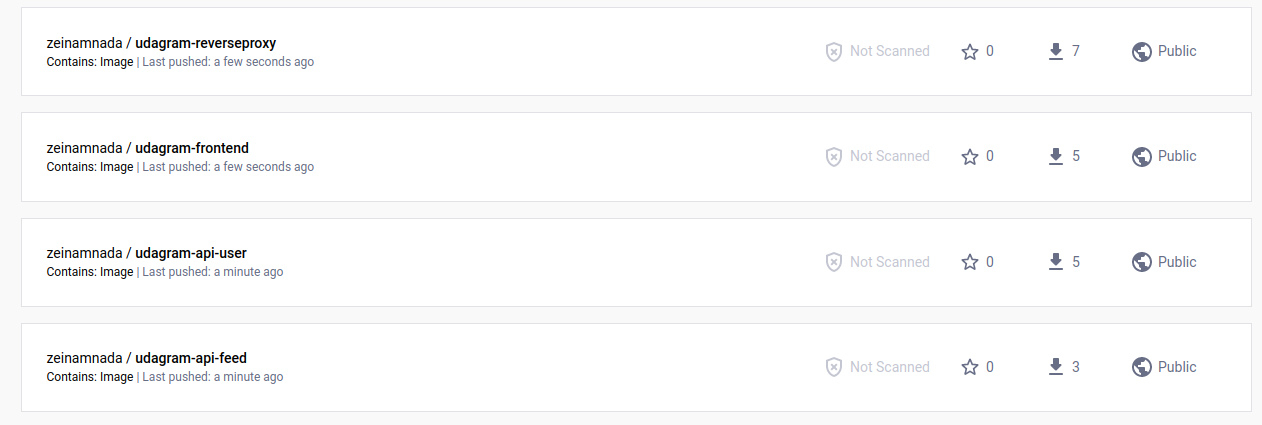 zeinamnada / udagram-reverseproxy
Contains: Image | Last pushed: a few seconds ago
Not Scanned 0 7 Public
zeinamnada / udagram-frontend
Contains: Image | Last pushed: a few seconds ago
Not Scanned 0 5 Public
zeinamnada / udagram-api-user
Contains: Image | Last pushed: a minute ago
Not Scanned 0 5 Public
zeinamnada / udagram-api-feed
Contains: Image | Last pushed: a minute ago
Not Scanned 0 3 Public